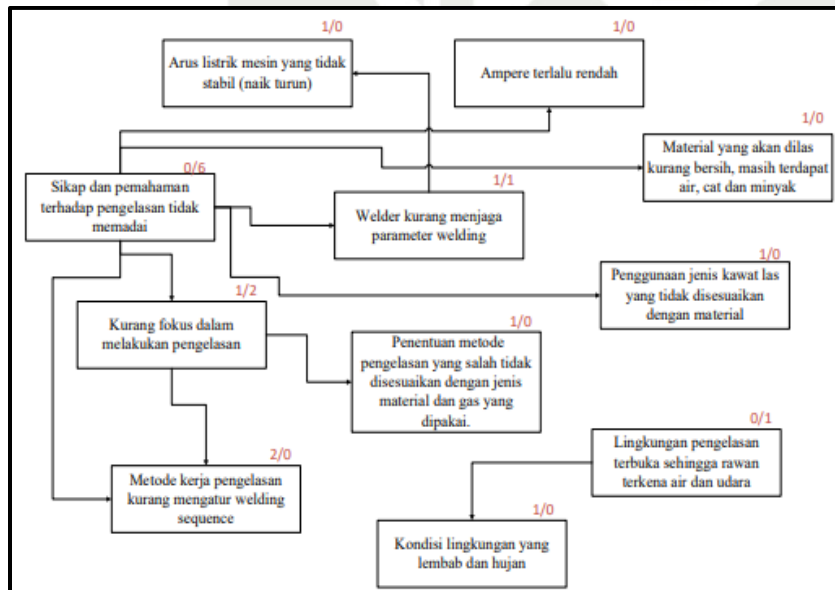 1/0
Arus listrik mesin yang tidak
stabil (naik turun)
1/0
Ampere terlalu rendah
1/0
Material yang akan dilas
kurang bersih, masih terdapat
air, cat dan minyak
0/6
Sikap dan pemahaman
terhadap pengelasan tidak
memadai
1/1
Welder kurang menjaga
parameter welding
1/0
Penggunaan jenis kawat las
yang tidak disesuaikan
dengan material
1/2
Kurang fokus dalam
melakukan pengelasan
1/0
Penentuan metode
pengelasan yang salah tidak
disesuaikan dengan jenis
material dan gas yang
dipakai.
0/1
Lingkungan pengelasan
terbuka sehingga rawan
terkena air dan udara
2/0
Metode kerja pengelasan
kurang mengatur welding
sequence
1/0
Kondisi lingkungan yang
lembab dan hujan